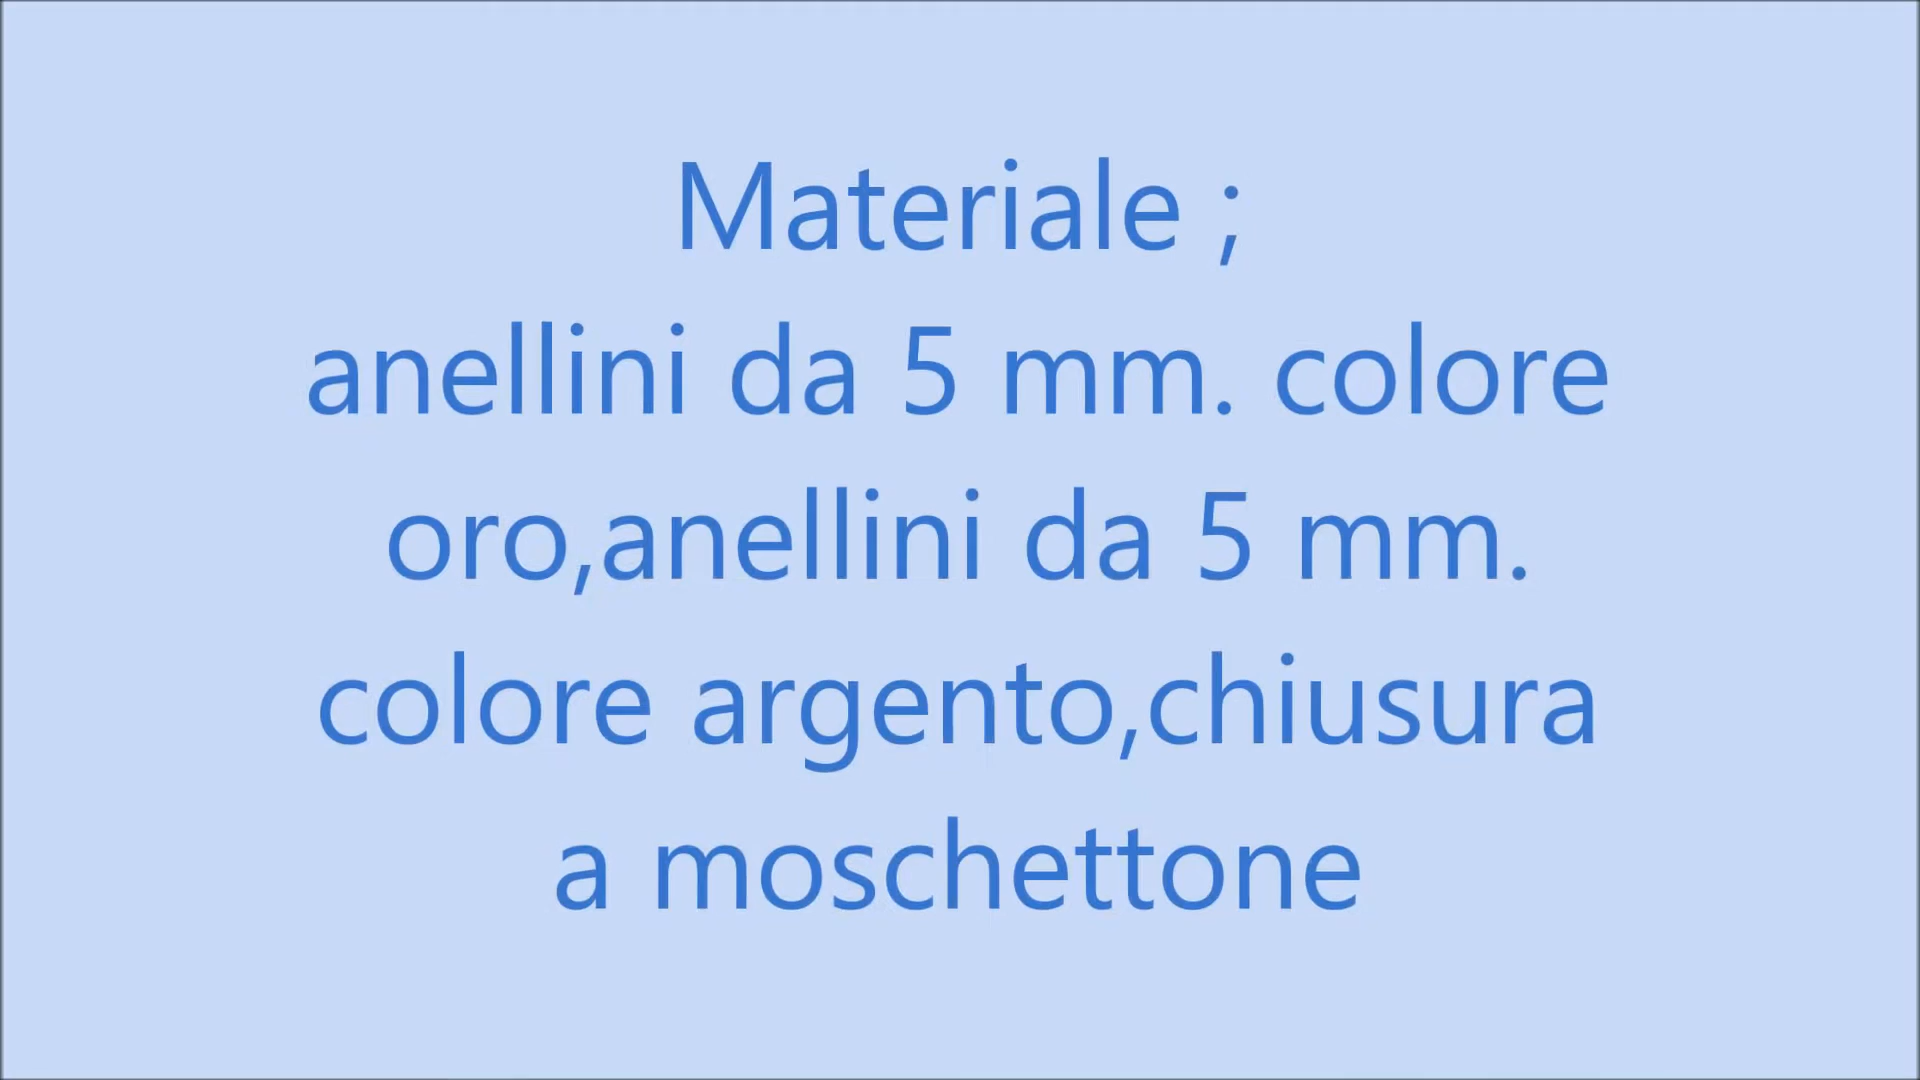 Materiale ;
anellini da 5 mm. colore
oro,anellini da 5 mm.
colore argento,chiusura
a moschettone